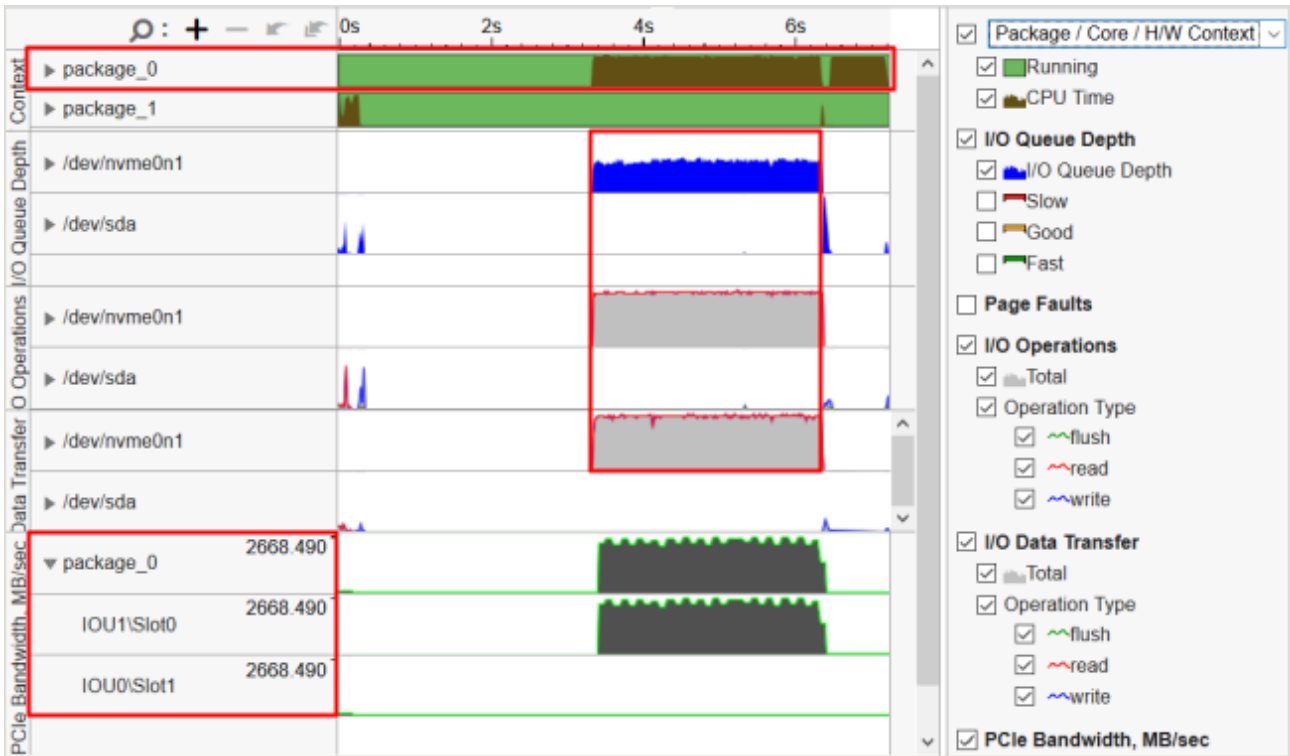 0s 2s 4s 6s
Context
package_0
package_1
I/O Queue Depth
/dev/nvme0n1
/dev/sda
O Operations
/dev/nvme0n1
/dev/sda
Data Transfer
/dev/nvme0n1
/dev/sda
PCIe Bandwidth, MB/sec
package_0 2668.490
IOU1\Slot0 2668.490
IOU0\Slot1 2668.490
Package / Core / H/W Context
Running
CPU Time
I/O Queue Depth
I/O Queue Depth
Slow
Good
Fast
Page Faults
I/O Operations
Total
Operation Type
flush
read
write
I/O Data Transfer
Total
Operation Type
flush
read
write
PCIe Bandwidth, MB/sec